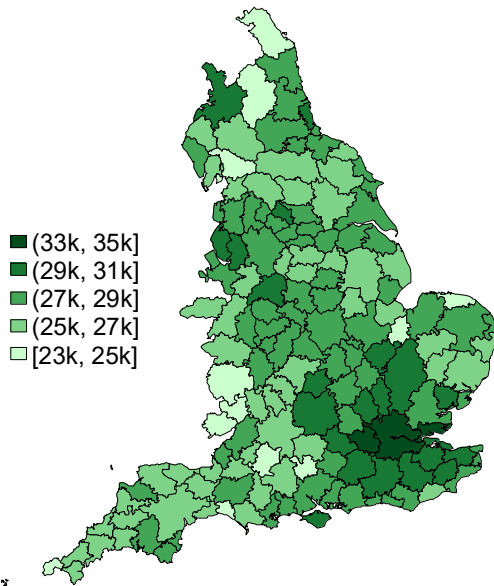 (33k, 35k]
(29k, 31k]
(27k, 29k]
(25k, 27k]
[23k, 25k]